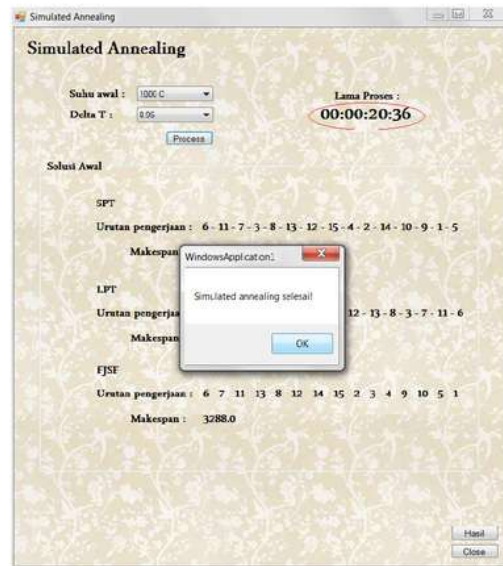 Simulated Annealing
Simulated Annealing
Suhu awal : 1000 C
Lama Proses :
Delta T : 0.05
00:00:20:36
Process
Solusi Awal
SPT
Urutan pengerjaan : 6 - 11 - 7 - 3 - 8 - 13 - 12 - 15 - 4 - 2 - 14 - 10 - 9 - 1 - 5
Makespan
WindowsApplication1
Simulated annealing selesai!
OK
LPT
Urutan pengerjaa 12 - 13 - 8 - 3 - 7 - 11 - 6
Makespan
FJSF
Urutan pengerjaan : 6 7 11 13 8 12 14 15 2 3 4 9 10 5 1
Makespan : 3288.0
Hasil
Close